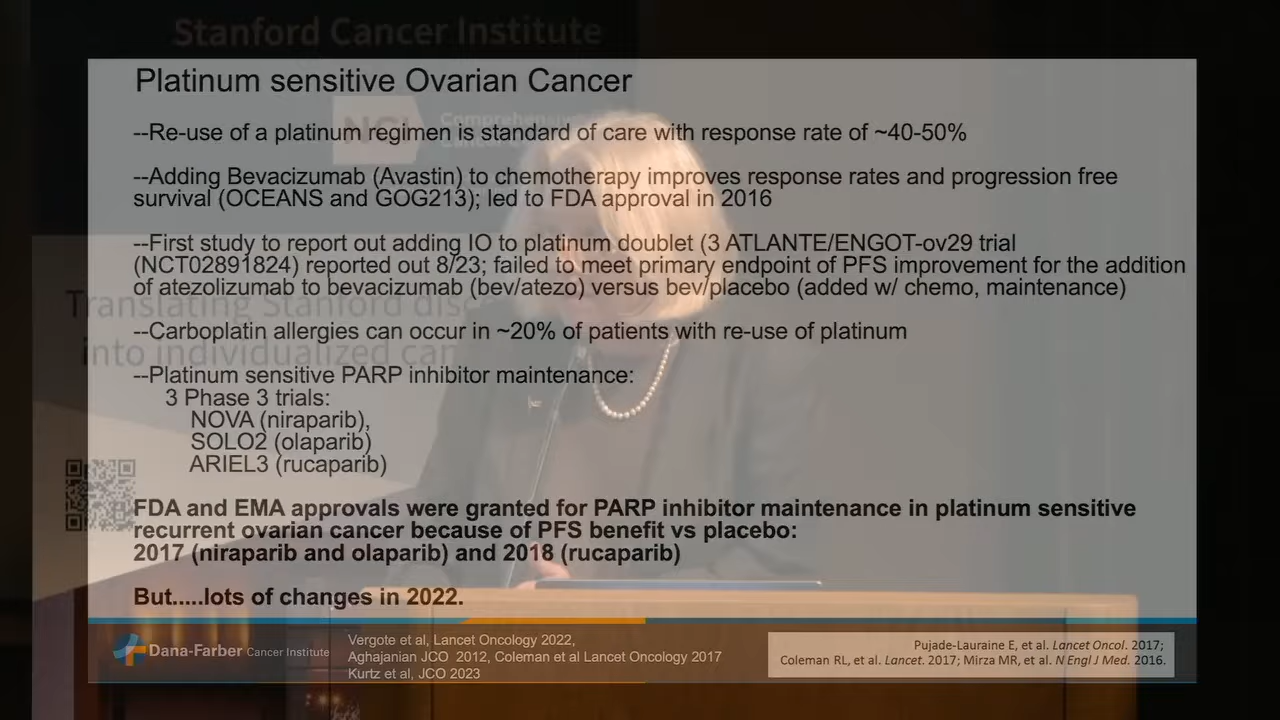 Stanford Cancer Institute
Platinum sensitive Ovarian Cancer
--Re-use of a platinum regimen is standard of care with response rate of ~40-50%
--Adding Bevacizumab (Avastin) to chemotherapy improves response rates and progression free
survival (OCEANS and GOG213); led to FDA approval in 2016
--First study to report out adding IO to platinum doublet (3 ATLANTE/ENGOT-ov29 trial
(NCT02891824) reported out 8/23; failed to meet primary endpoint of PFS improvement for the addition
of atezolizumab to bevacizumab (bev/atezo) versus bev/placebo (added w/ chemo, maintenance)
Translating Stanford
--Carboplatin allergies can occur in ~20% of patients with re-use of platinum
into individualized
--Platinum sensitive PARP inhibitor maintenance:
3 Phase 3 trials:
NOVA (niraparib),
SOLO2 (olaparib)
ARIEL3 (rucaparib)
FDA and EMA approvals were granted for PARP inhibitor maintenance in platinum sensitive
recurrent ovarian cancer because of PFS benefit vs placebo:
2017 (niraparib and olaparib) and 2018 (rucaparib)
But.....lots of changes in 2022.
Dana-Farber Cancer Institute
Vergote et al, Lancet Oncology 2022,
Aghajanian JCO 2012, Coleman et al Lancet Oncology 2017
Kurtz et al, JCO 2023
Pujade-Lauraine E, et al. Lancet Oncol. 2017;
Coleman RL, et al. Lancet. 2017; Mirza MR, et al. N Engl J Med. 2016.